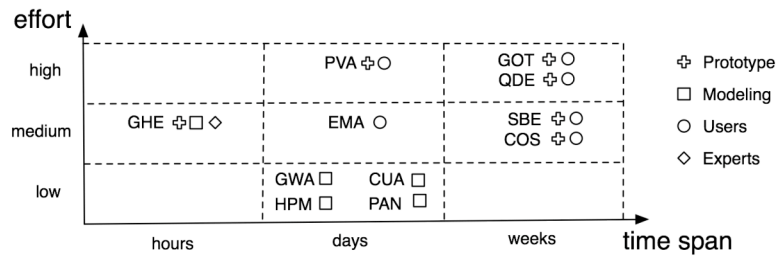 effort
high
PVA
GOT
QDE
Prototype
Modeling
Users
Experts
medium
GHE
EMA
SBE
COS
low
GWA CUA
HPM PAN
hours days weeks
time span